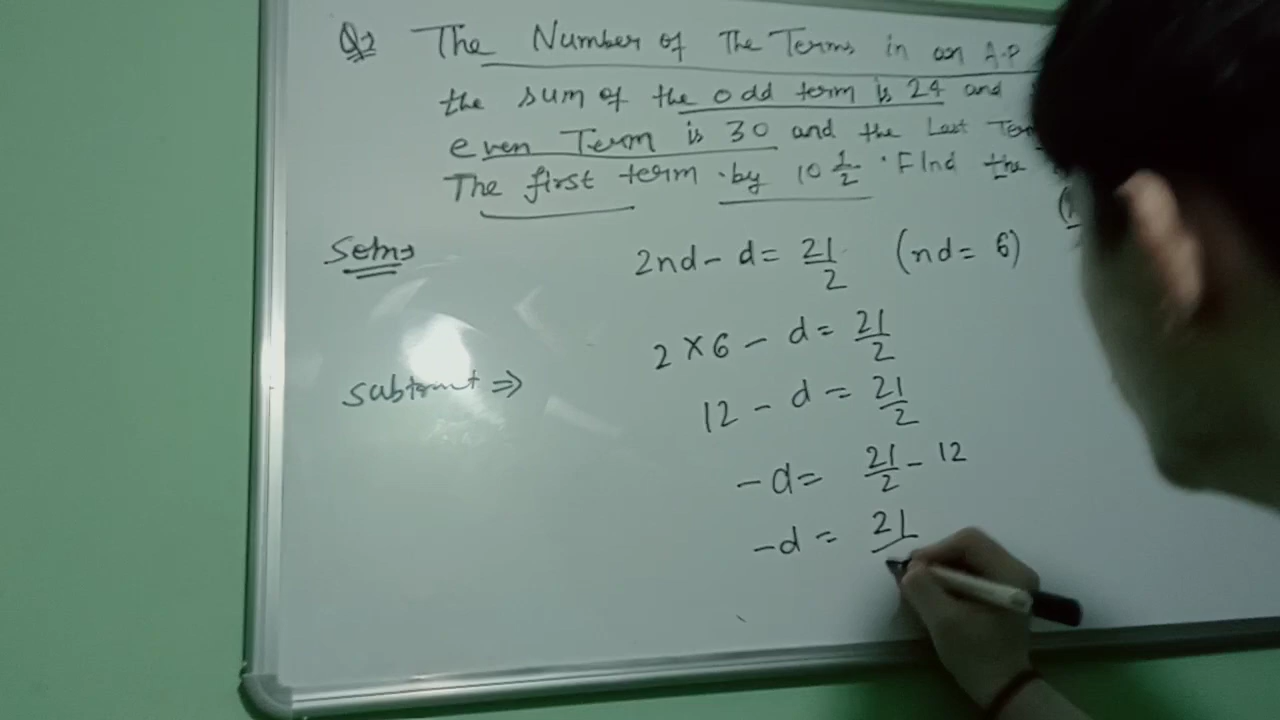 Q2 The Number of The Terms in an A.P
the sum of the odd term is 24 and
even Term is 30 and the Last Term
The first term . by 10 1/2 . Find the
Soln
2nd - d = 21/2 (nd = 6)
2 × 6 - d = 21/2
Subtract ⇒ 12 - d = 21/2
-d = 21/2 - 12
-d = 21